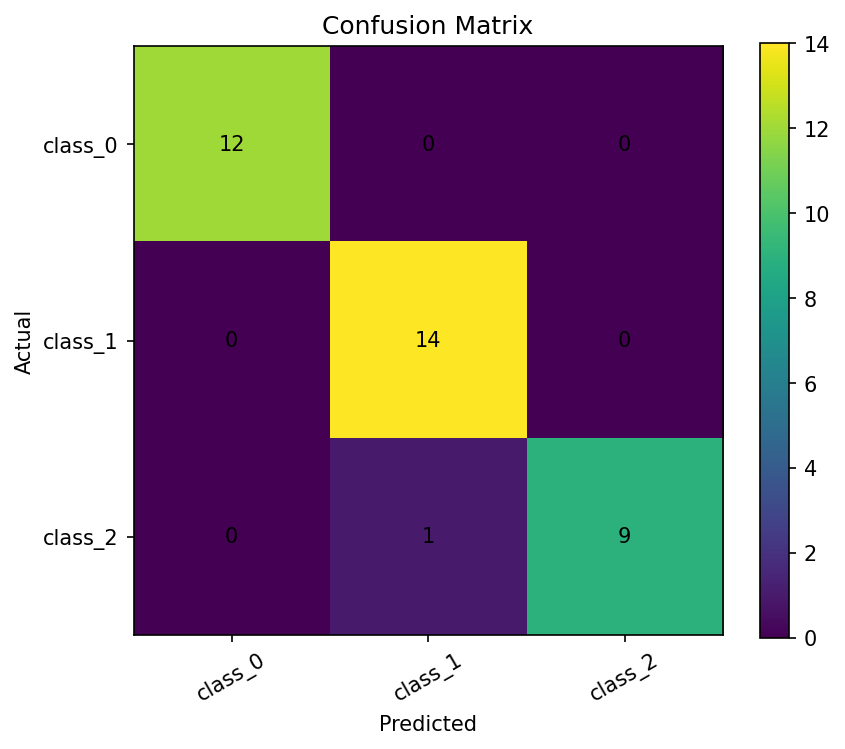 Confusion Matrix
class_0 12 0 0
class_1 0 14 0
class_2 0 1 9
class_0 class_1 class_2
Predicted
Actual
14
12
10
8
6
4
2
0